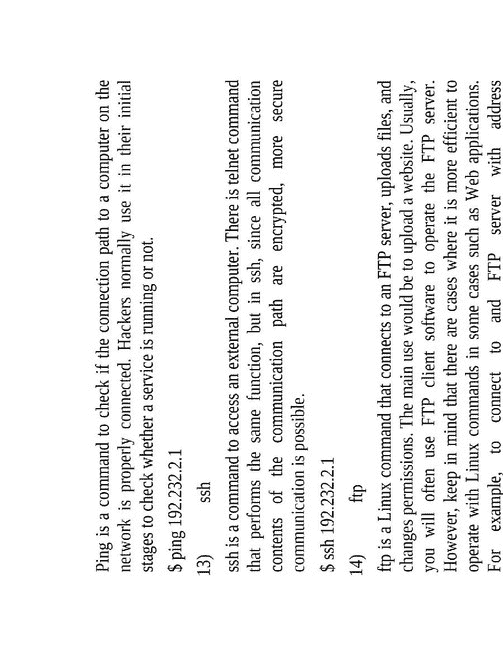 Ping is a command to check if the connection path to a computer on the
network is properly connected. Hackers normally use it in their initial
stages to check whether a service is running or not.
$ ping 192.232.2.1
13) ssh
ssh is a command to access an external computer. There is telnet command
that performs the same function, but in ssh, since all communication
contents of the communication path are encrypted, more secure
communication is possible.
$ ssh 192.232.2.1
14) ftp
ftp is a Linux command that connects to an FTP server, uploads files, and
changes permissions. The main use would be to upload a website. Usually,
you will often use FTP client software to operate the FTP server.
However, keep in mind that there are cases where it is more efficient to
operate with Linux commands in some cases such as Web applications.
For example, to connect to and FTP server with address